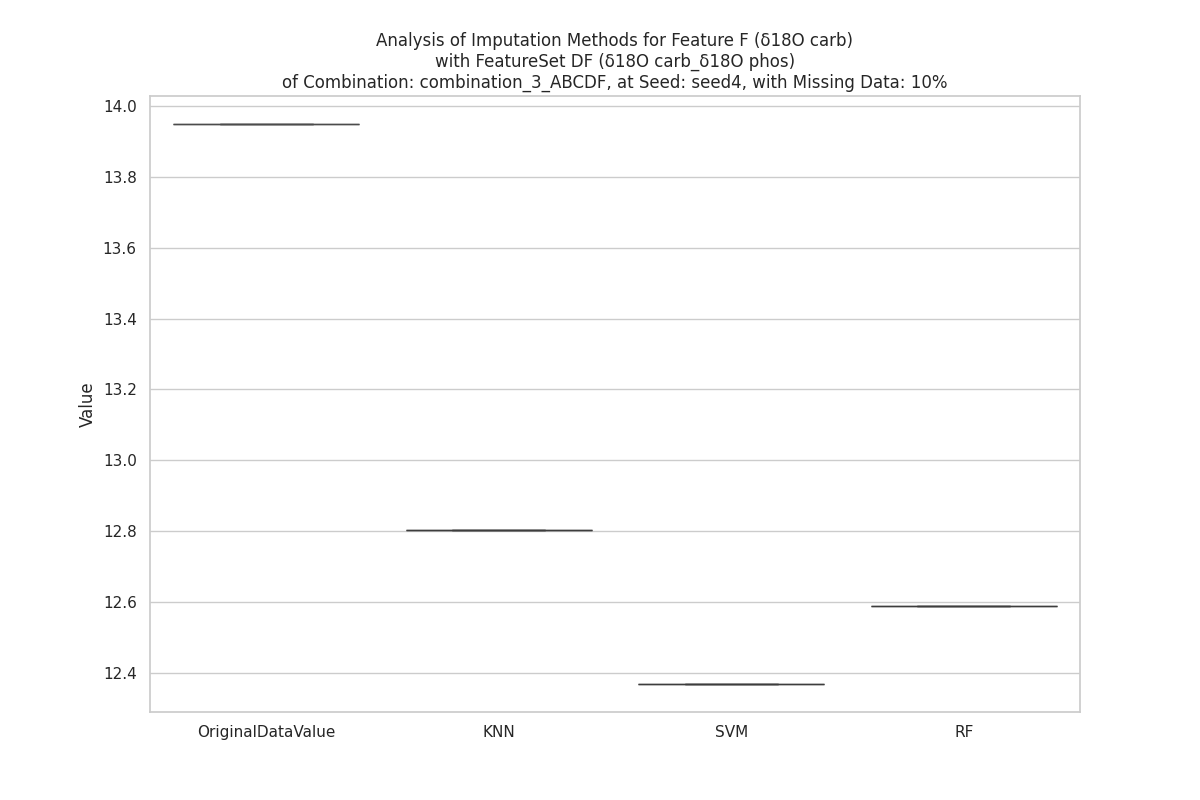 Analysis of Imputation Methods for Feature F (δ18O carb)
with FeatureSet DF (δ18O carb_δ18O phos)
of Combination: combination_3_ABCDF, at Seed: seed4, with Missing Data: 10%
14.0
13.8
13.6
13.4
13.2
13.0
12.8
12.6
12.4
Value
OriginalDataValue
KNN
SVM
RF